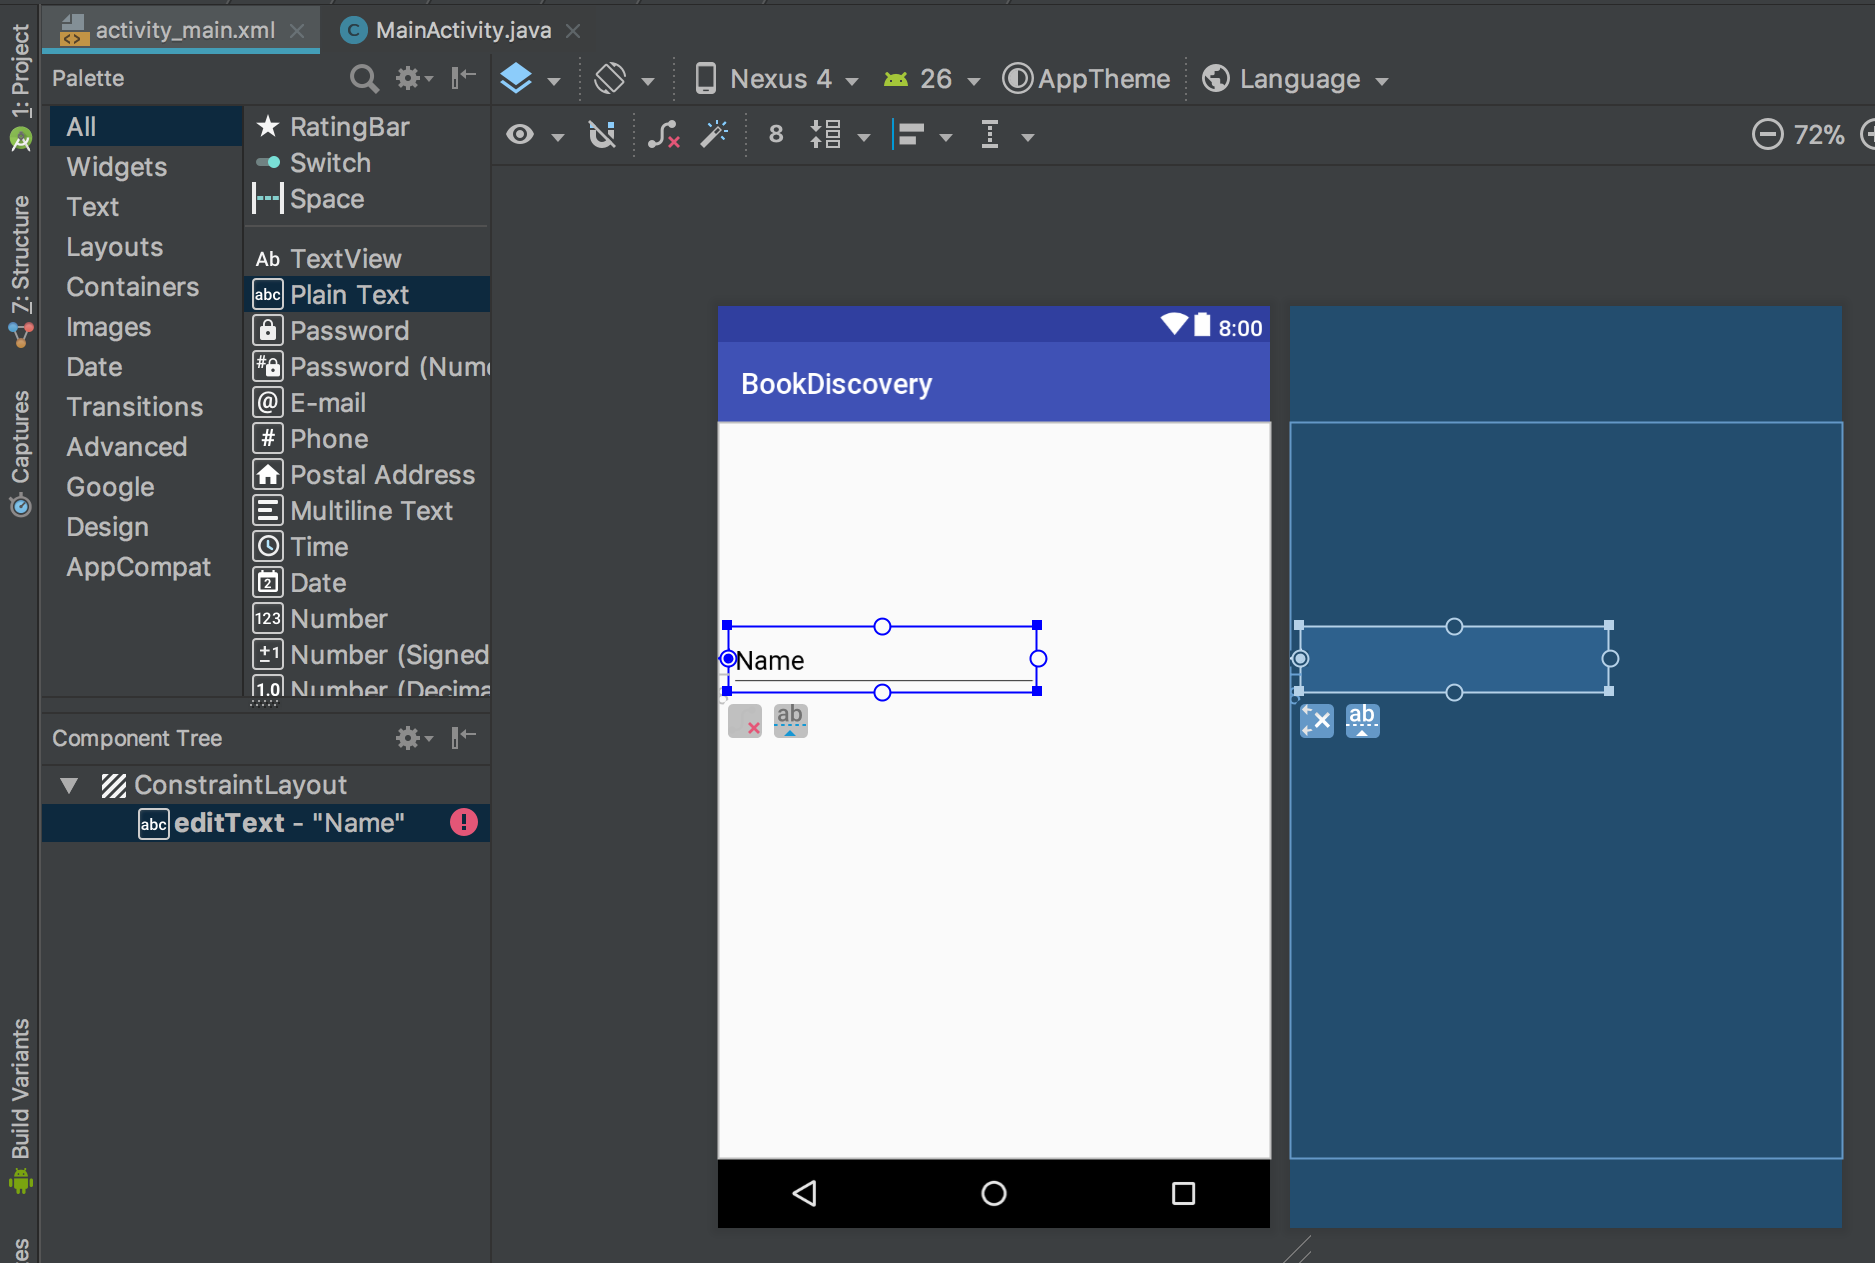 activity_main.xml
C MainActivity.java
Palette
Nexus 4
26
AppTheme
Language
8
72%
1: Project
Z: Structure
Captures
Build Variants
All
Widgets
Text
Layouts
Containers
Images
Date
Transitions
Advanced
Google
Design
AppCompat
RatingBar
Switch
Space
Ab TextView
abc Plain Text
Password
# Password (Num
@ E-mail
# Phone
Postal Address
Multiline Text
Time
2 Date
123 Number
±1 Number (Signed
1.0 Number (Decima
Component Tree
ConstraintLayout
abc editText - "Name"
8:00
BookDiscovery
Name
ab
ab